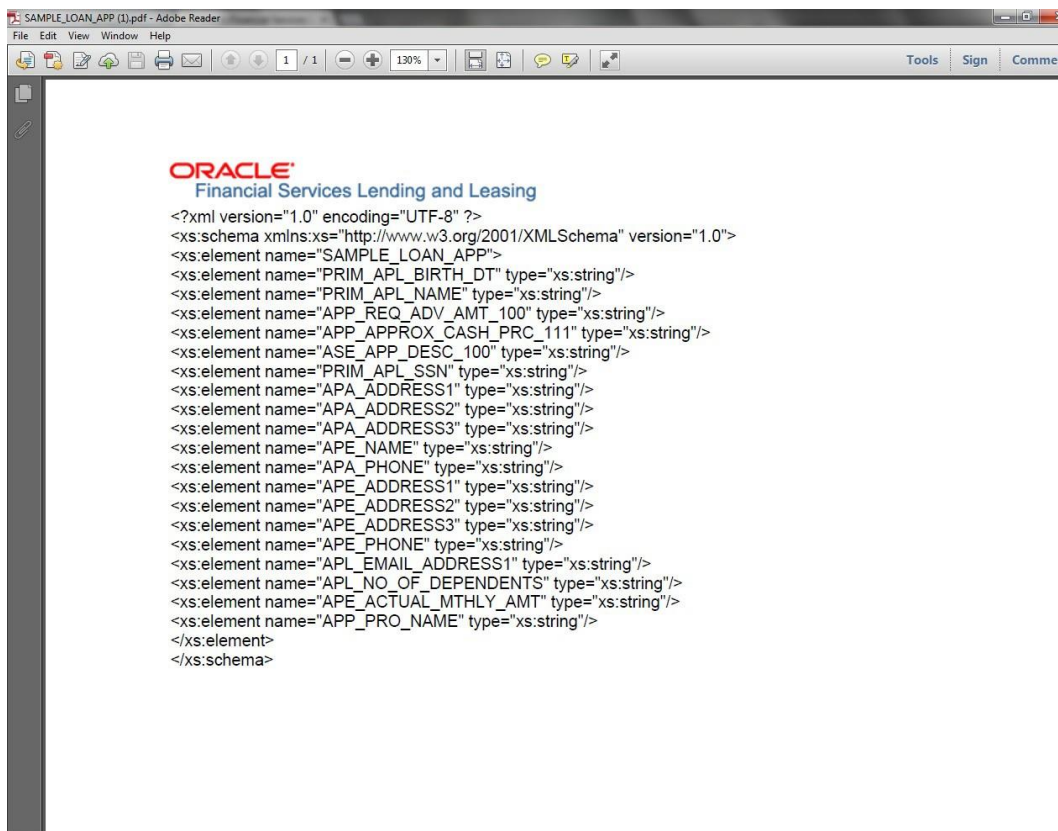 SAMPLE_LOAN_APP (1).pdf - Adobe Reader
File Edit View Window Help
1 / 1 130% Tools Sign Comme
ORACLE
Financial Services Lending and Leasing
<?xml version="1.0" encoding="UTF-8" ?>
<xs:schema xmlns:xs="http://www.w3.org/2001/XMLSchema" version="1.0">
<xs:element name="SAMPLE_LOAN_APP">
<xs:element name="PRIM_APL_BIRTH_DT" type="xs:string"/>
<xs:element name="PRIM_APL_NAME" type="xs:string"/>
<xs:element name="APP_REQ_ADV_AMT_100" type="xs:string"/>
<xs:element name="APP_APPROX_CASH_PRC_111" type="xs:string"/>
<xs:element name="ASE_APP_DESC_100" type="xs:string"/>
<xs:element name="PRIM_APL_SSN" type="xs:string"/>
<xs:element name="APA_ADDRESS1" type="xs:string"/>
<xs:element name="APA_ADDRESS2" type="xs:string"/>
<xs:element name="APA_ADDRESS3" type="xs:string"/>
<xs:element name="APE_NAME" type="xs:string"/>
<xs:element name="APA_PHONE" type="xs:string"/>
<xs:element name="APE_ADDRESS1" type="xs:string"/>
<xs:element name="APE_ADDRESS2" type="xs:string"/>
<xs:element name="APE_ADDRESS3" type="xs:string"/>
<xs:element name="APE_PHONE" type="xs:string"/>
<xs:element name="APL_EMAIL_ADDRESS1" type="xs:string"/>
<xs:element name="APL_NO_OF_DEPENDENTS" type="xs:string"/>
<xs:element name="APE_ACTUAL_MTHLY_AMT" type="xs:string"/>
<xs:element name="APP_PRO_NAME" type="xs:string"/>
</xs:element>
</xs:schema>